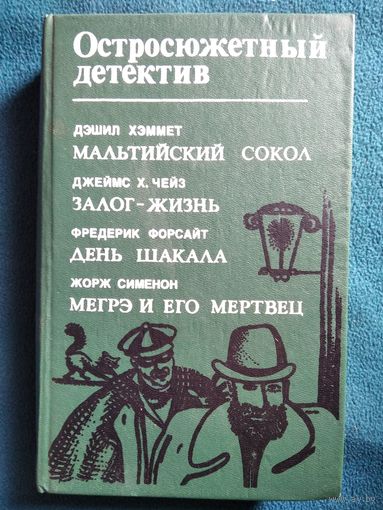 Остросюжетный
детектив
ДЭШИЛ ХЭММЕТ
МАЛЬТИЙСКИЙ СОКОЛ
ДЖЕЙМС Х. ЧЕЙЗ
ЗАЛОГ-ЖИЗНЬ
ФРЕДЕРИК ФОРСАЙТ
ДЕНЬ ШАКАЛА
ЖОРЖ СИМЕНОН
МЕГРЭ И ЕГО МЕРТВЕЦ